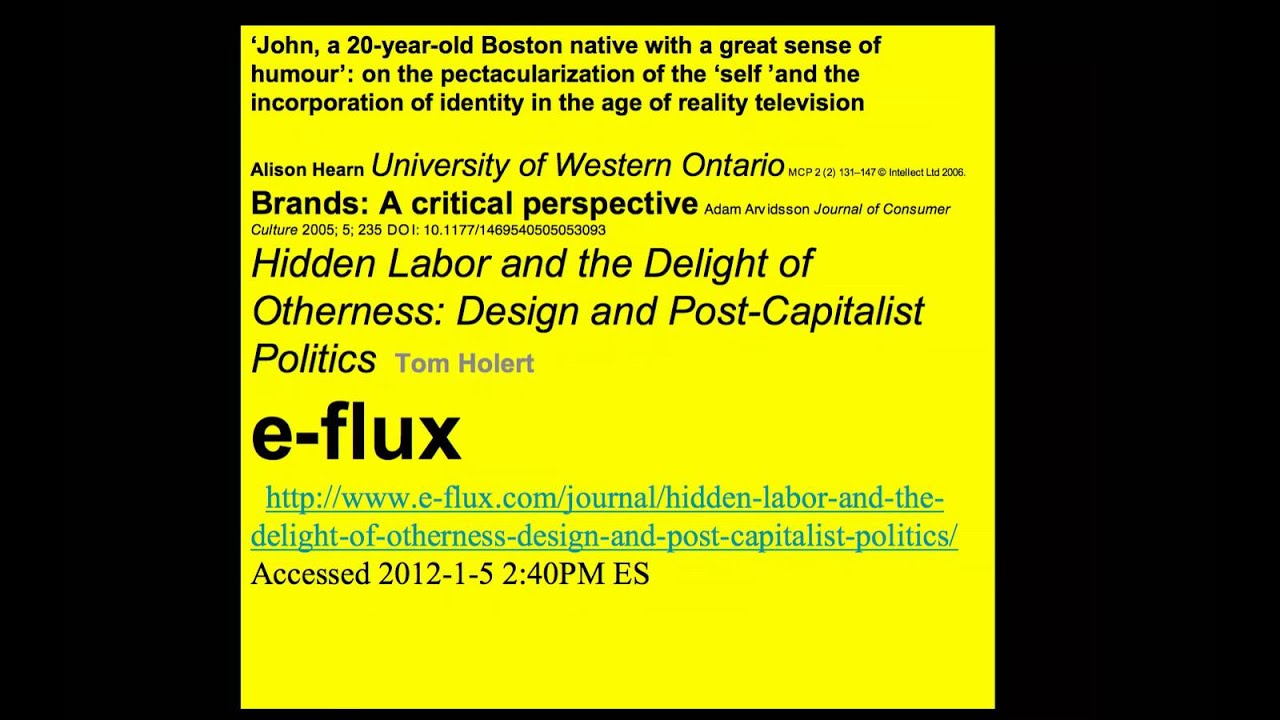 ‘John, a 20-year-old Boston native with a great sense of
humour’: on the pectacularization of the ‘self ’and the
incorporation of identity in the age of reality television
Alison Hearn University of Western Ontario MCP 2 (2) 131–147 © Intellect Ltd 2006.
Brands: A critical perspective Adam Arvidsson Journal of Consumer
Culture 2005; 5; 235 DOI: 10.1177/1469540505053093
Hidden Labor and the Delight of
Otherness: Design and Post-Capitalist
Politics Tom Holert
e-flux
http://www.e-flux.com/journal/hidden-labor-and-the-
delight-of-otherness-design-and-post-capitalist-politics/
Accessed 2012-1-5 2:40PM ES